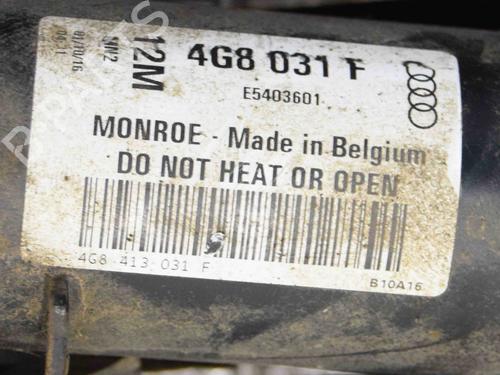 4G8 031 F
E5403601
MONROE - Made in Belgium
DO NOT HEAT OR OPEN
4G8 413 031 F
B10A16
12M